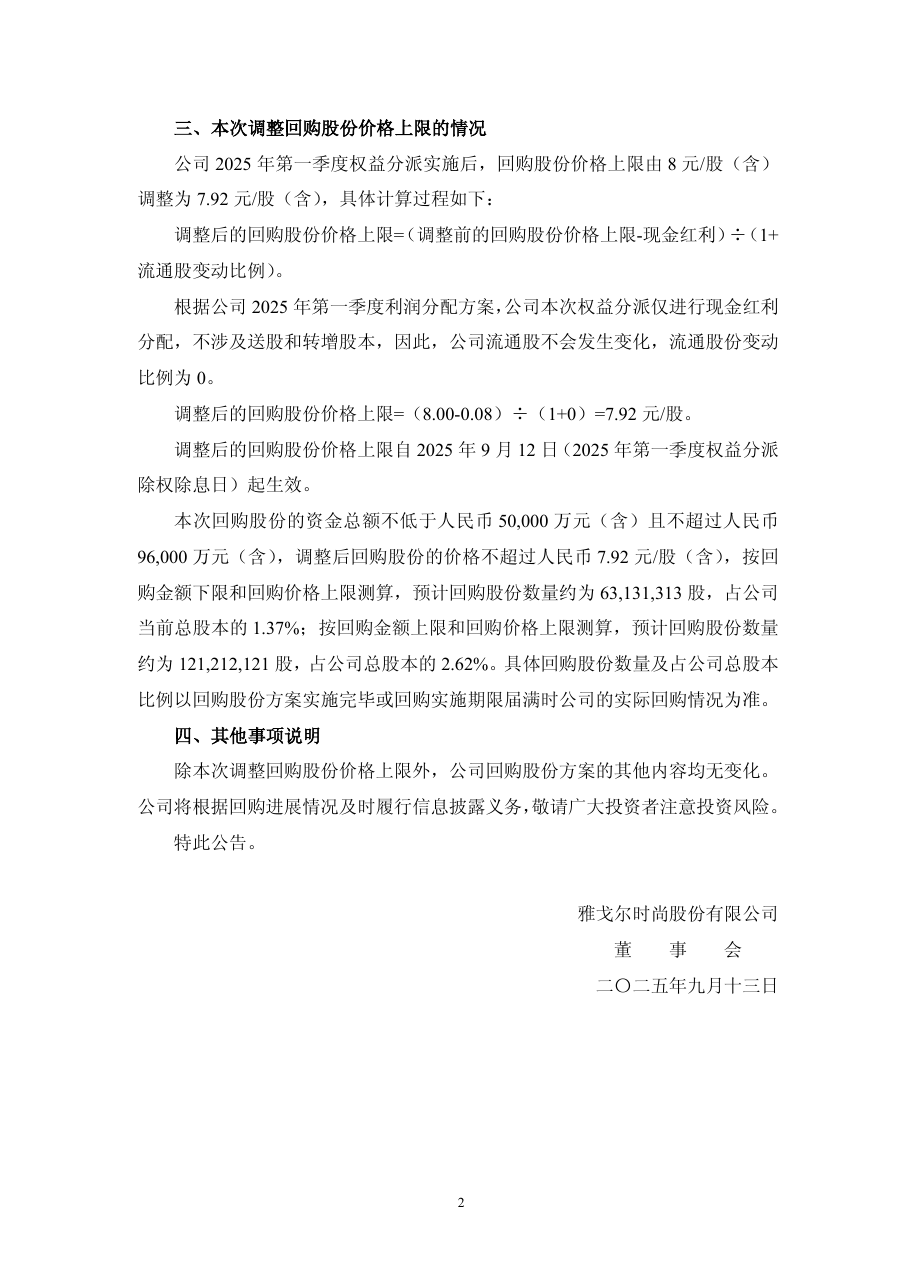 三、本次调整回购股份价格上限的情况
公司 2025 年第一季度权益分派实施后，回购股份价格上限由 8 元/股（含）
调整为 7.92 元/股（含），具体计算过程如下：
调整后的回购股份价格上限=（调整前的回购股份价格上限-现金红利）÷（1+
流通股变动比例）。
根据公司 2025 年第一季度利润分配方案，公司本次权益分派仅进行现金红利
分配，不涉及送股和转增股本，因此，公司流通股不会发生变化，流通股份变动
比例为 0。
调整后的回购股份价格上限=（8.00-0.08）÷（1+0）=7.92 元/股。
调整后的回购股份价格上限自 2025 年 9 月 12 日（2025 年第一季度权益分派
除权除息日）起生效。
本次回购股份的资金总额不低于人民币 50,000 万元（含）且不超过人民币
96,000 万元（含），调整后回购股份的价格不超过人民币 7.92 元/股（含），按回
购金额下限和回购价格上限测算，预计回购股份数量约为 63,131,313 股，占公司
当前总股本的 1.37%；按回购金额上限和回购价格上限测算，预计回购股份数量
约为 121,212,121 股，占公司总股本的 2.62%。具体回购股份数量及占公司总股本
比例以回购股份方案实施完毕或回购实施期限届满时公司的实际回购情况为准。
四、其他事项说明
除本次调整回购股份价格上限外，公司回购股份方案的其他内容均无变化。
公司将根据回购进展情况及时履行信息披露义务，敬请广大投资者注意投资风险。
特此公告。
雅戈尔时尚股份有限公司
董 事 会
二〇二五年九月十三日
2